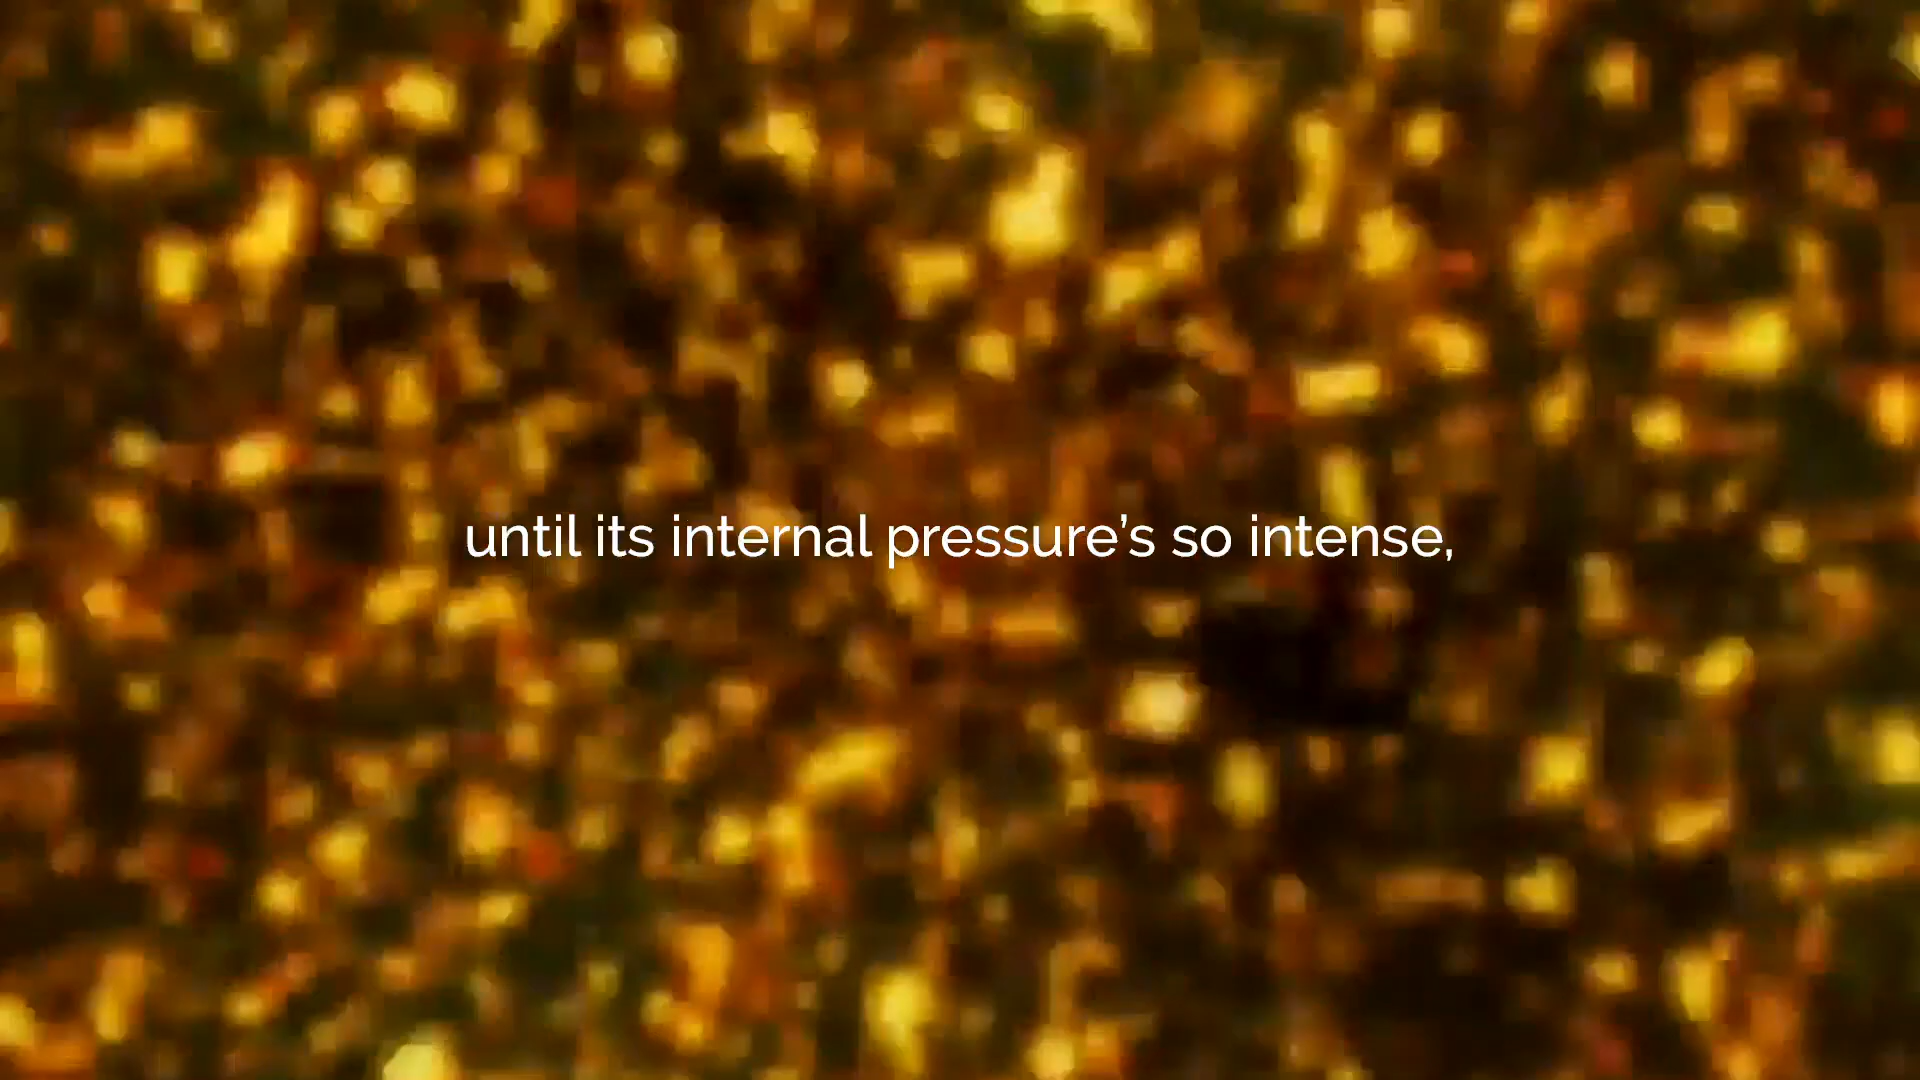 until its internal pressure’s so intense,